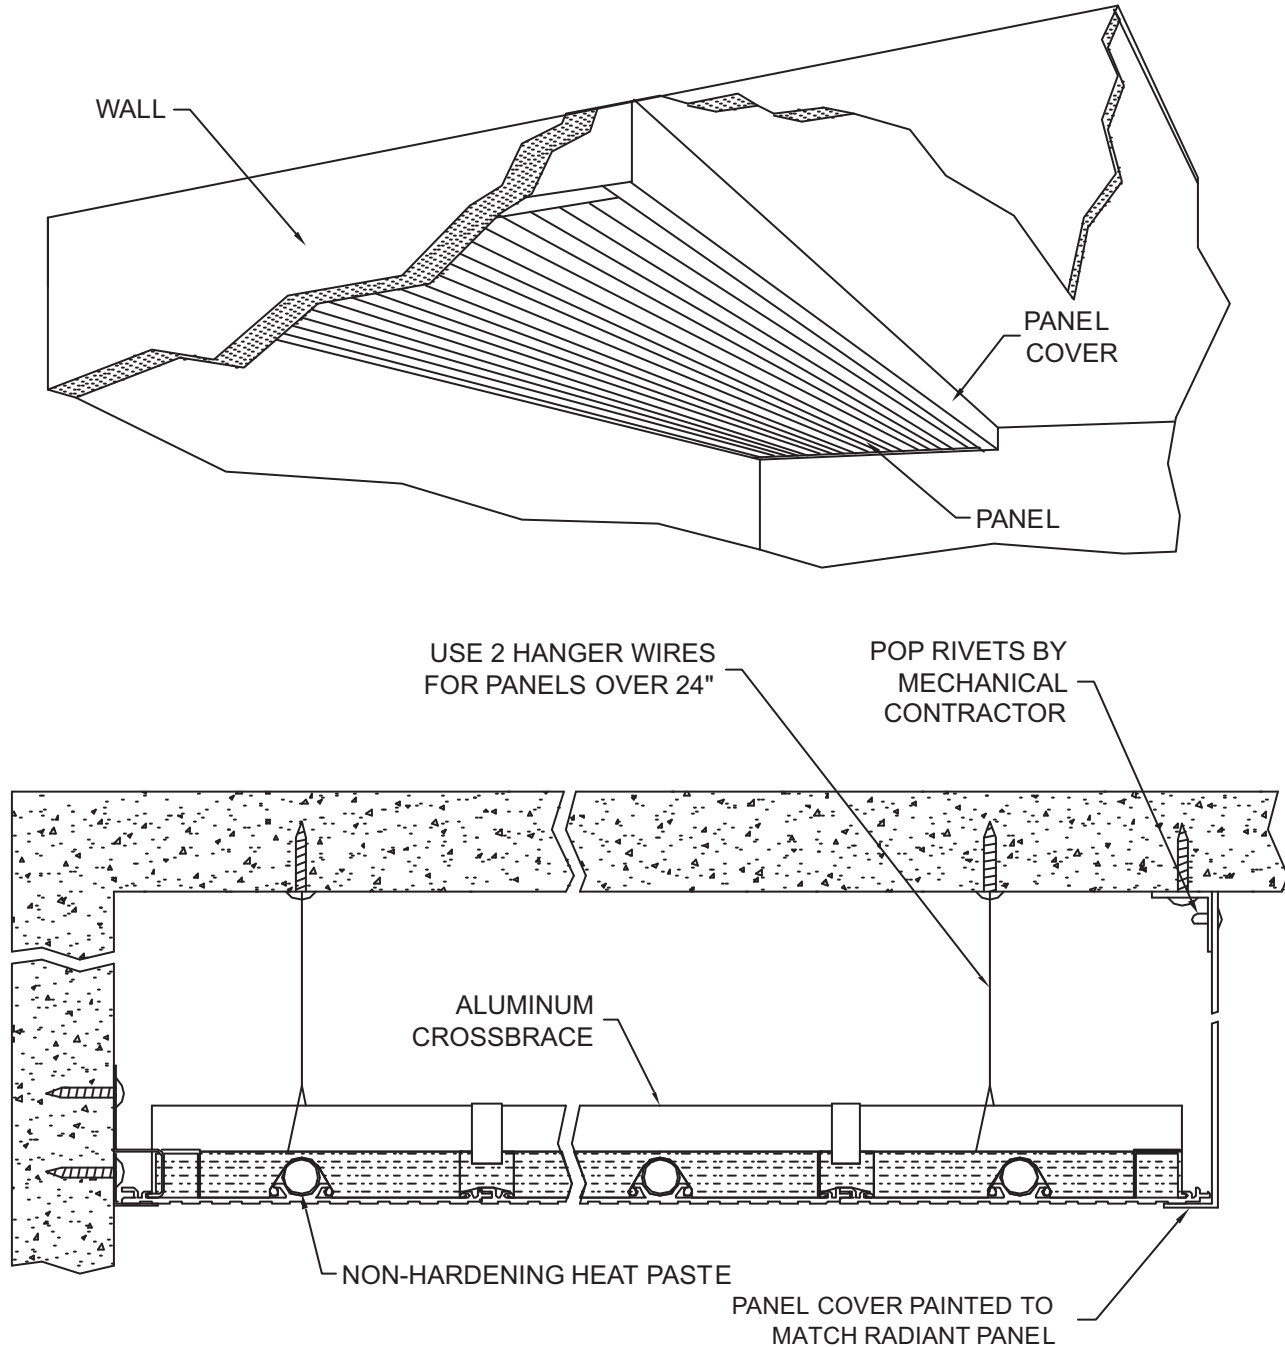 WALL
PANEL
COVER
PANEL
USE 2 HANGER WIRES
FOR PANELS OVER 24"
POP RIVETS BY
MECHANICAL
CONTRACTOR
ALUMINUM
CROSSBRACE
NON-HARDENING HEAT PASTE
PANEL COVER PAINTED TO
MATCH RADIANT PANEL